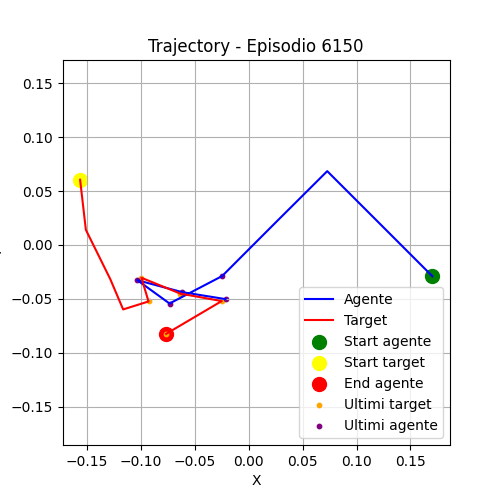 Trajectory - Episodio 6150
0.15
0.10
0.05
0.00
−0.05
−0.10
−0.15
−0.15 −0.10 −0.05 0.00 0.05 0.10 0.15
X
Agente
Target
Start agente
Start target
End agente
Ultimi target
Ultimi agente